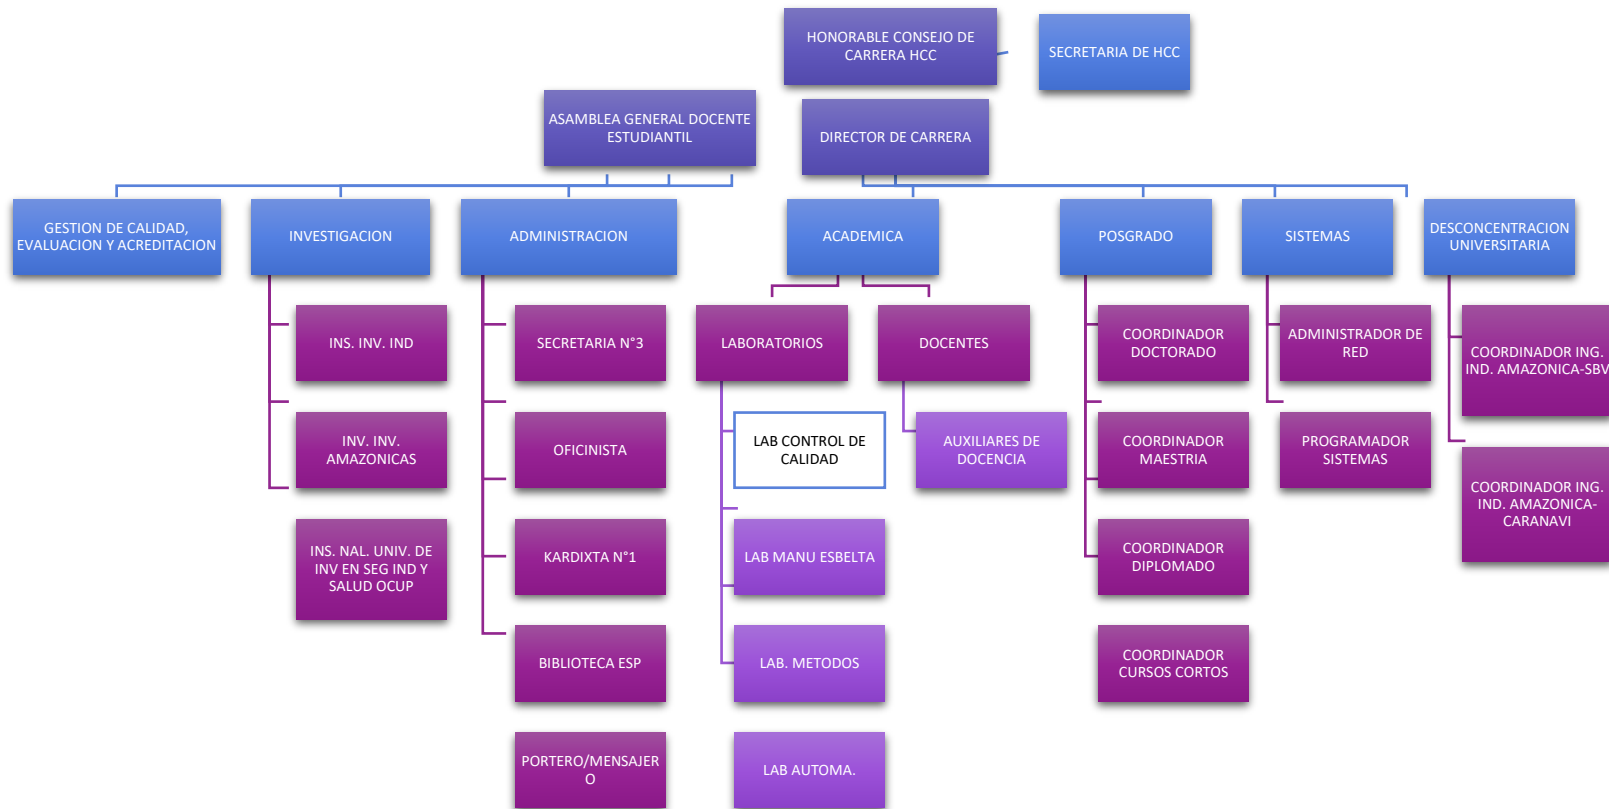 HONORABLE CONSEJO DE
CARRERA HCC
SECRETARIA DE HCC
ASAMBLEA GENERAL DOCENTE
ESTUDIANTIL
DIRECTOR DE CARRERA
GESTION DE CALIDAD,
EVALUACION Y ACREDITACION
INVESTIGACION
ADMINISTRACION
ACADEMICA
POSGRADO
SISTEMAS
DESCONCENTRACION
UNIVERSITARIA
INS. INV. IND
INV. INV.
AMAZONICAS
INS. NAL. UNIV. DE
INV EN SEG IND Y
SALUD OCUP
SECRETARIA N°3
OFICINISTA
KARDIXTA N°1
BIBLIOTECA ESP
PORTERO/MENSAJER
O
LABORATORIOS
LAB CONTROL DE
CALIDAD
LAB MANU ESBELTA
LAB. METODOS
LAB AUTOMA.
DOCENTES
AUXILIARES DE
DOCENCIA
COORDINADOR
DOCTORADO
COORDINADOR
MAESTRIA
COORDINADOR
DIPLOMADO
COORDINADOR
CURSOS CORTOS
ADMINISTRADOR DE
RED
PROGRAMADOR
SISTEMAS
COORDINADOR ING.
IND. AMAZONICA-SBV
COORDINADOR ING.
IND. AMAZONICA-
CARANAVI